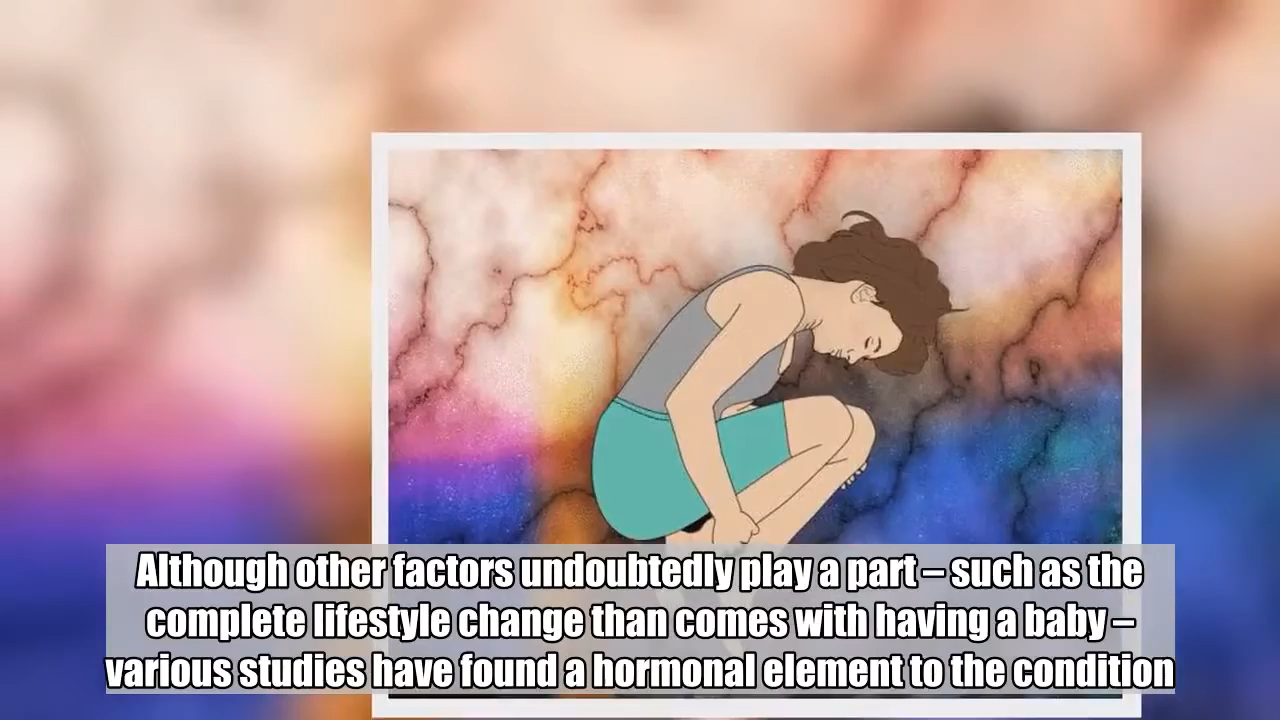 Although other factors undoubtedly play a part – such as the
complete lifestyle change than comes with having a baby –
various studies have found a hormonal element to the condition